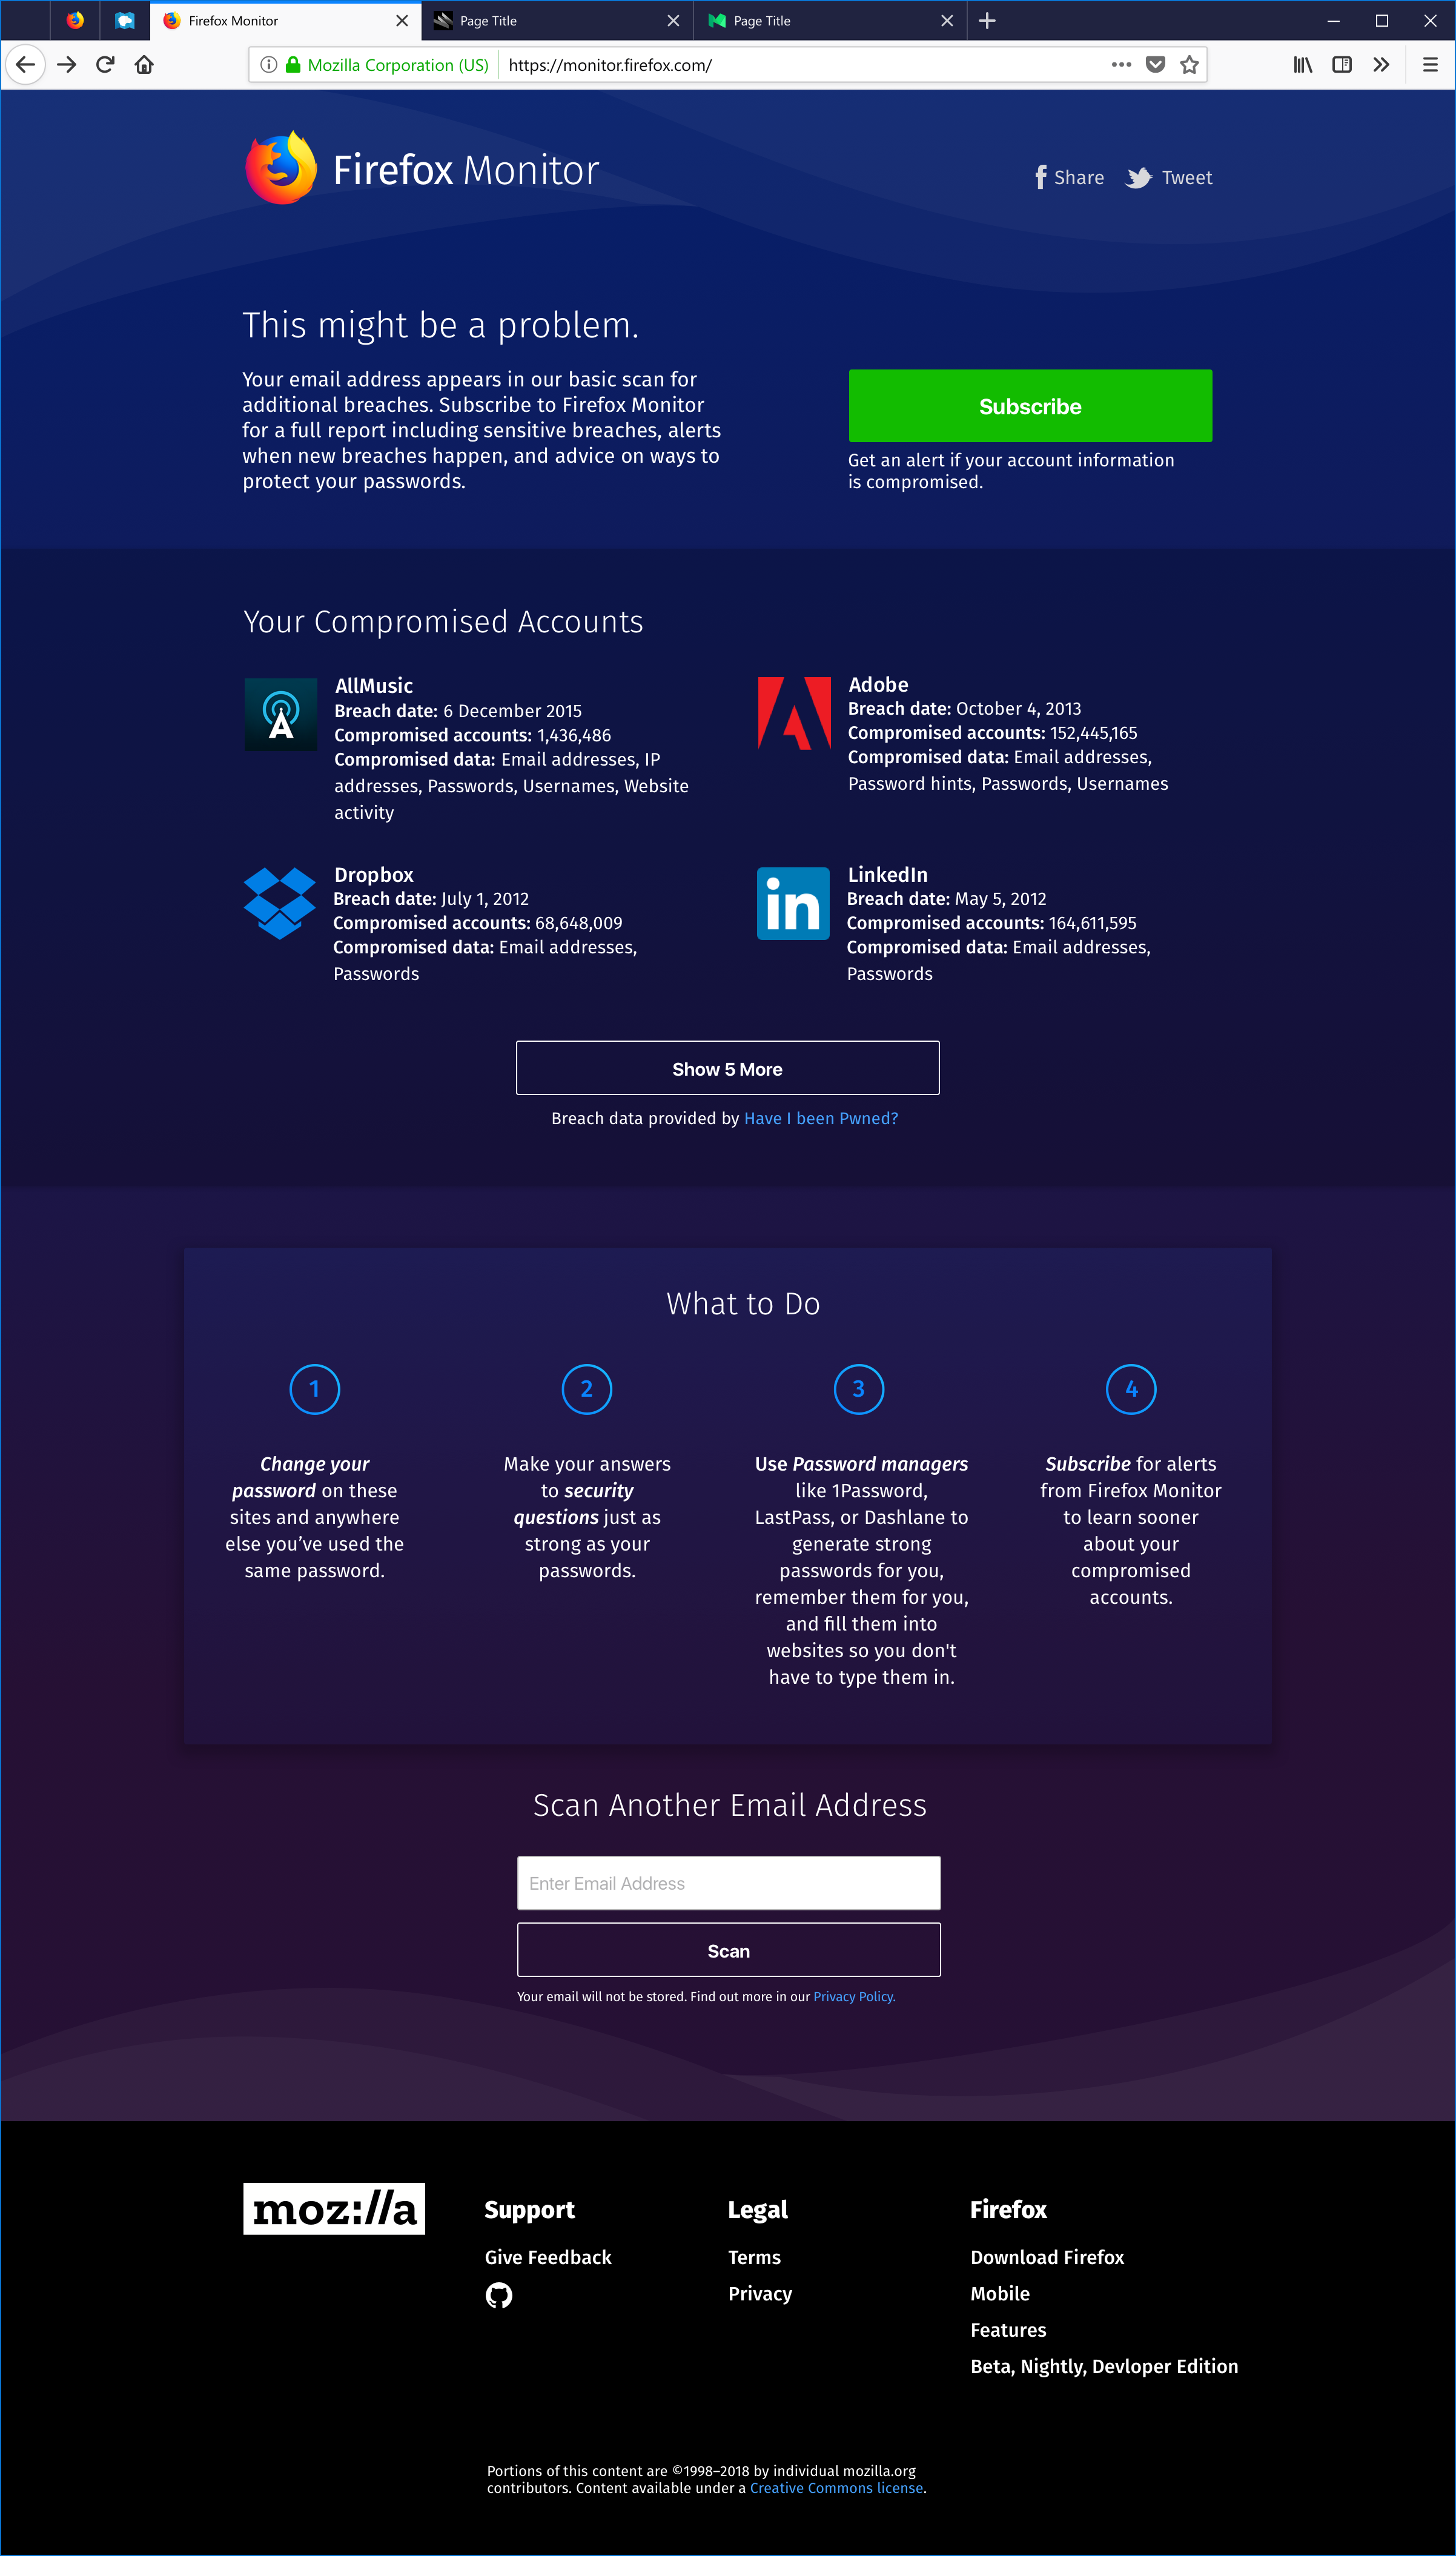 Firefox Monitor
Page Title
Page Title
Mozilla Corporation (US)
https://monitor.firefox.com/
Firefox Monitor
Share
Tweet
This might be a problem.
Your email address appears in our basic scan for
additional breaches. Subscribe to Firefox Monitor
for a full report including sensitive breaches, alerts
when new breaches happen, and advice on ways to
protect your passwords.
Subscribe
Get an alert if your account information
is compromised.
Your Compromised Accounts
AllMusic
Breach date: 6 December 2015
Compromised accounts: 1,436,486
Compromised data: Email addresses, IP
addresses, Passwords, Usernames, Website
activity
Adobe
Breach date: October 4, 2013
Compromised accounts: 152,445,165
Compromised data: Email addresses,
Password hints, Passwords, Usernames
Dropbox
Breach date: July 1, 2012
Compromised accounts: 68,648,009
Compromised data: Email addresses,
Passwords
in
LinkedIn
Breach date: May 5, 2012
Compromised accounts: 164,611,595
Compromised data: Email addresses,
Passwords
Show 5 More
Breach data provided by Have I been Pwned?
What to Do
1
Change your
password on these
sites and anywhere
else you’ve used the
same password.
2
Make your answers
to security
questions just as
strong as your
passwords.
3
Use Password managers
like 1Password,
LastPass, or Dashlane to
generate strong
passwords for you,
remember them for you,
and fill them into
websites so you don't
have to type them in.
4
Subscribe for alerts
from Firefox Monitor
to learn sooner
about your
compromised
accounts.
Scan Another Email Address
Enter Email Address
Scan
Your email will not be stored. Find out more in our Privacy Policy.
moz://a
Support
Give Feedback
Legal
Terms
Privacy
Firefox
Download Firefox
Mobile
Features
Beta, Nightly, Devloper Edition
Portions of this content are ©1998–2018 by individual mozilla.org
contributors. Content available under a Creative Commons license.